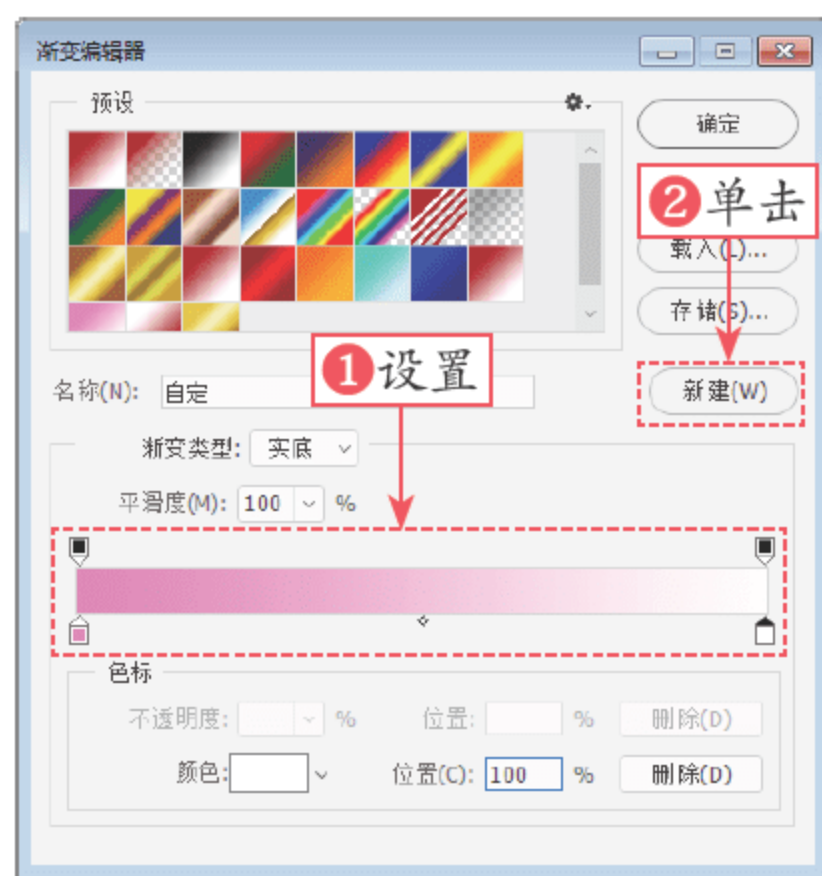 渐变编辑器
预设
确定
❷单击
载入(L)...
存储(S)...
❶设置
名称(N): 自定
新建(W)
渐变类型: 实底
平滑度(M): 100 %
色标
不透明度: % 位置: % 删除(D)
颜色: 位置(C): 100 % 删除(D)